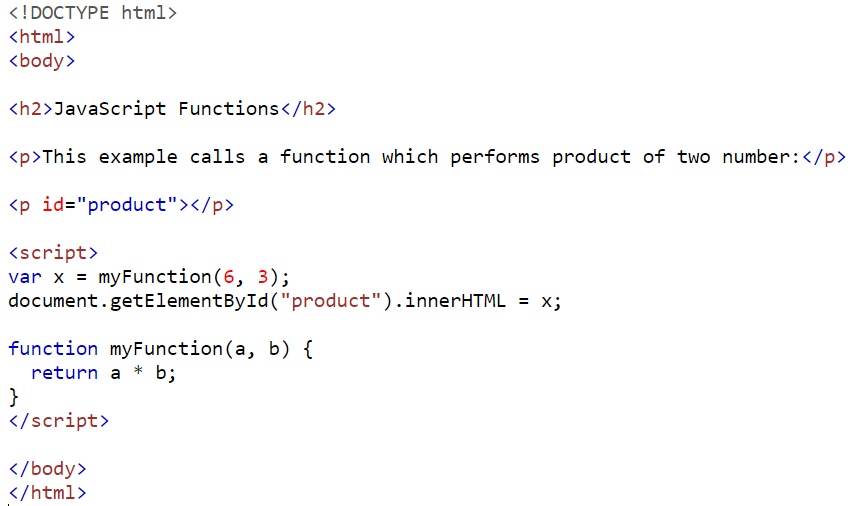 <!DOCTYPE html>
<html>
<body>
<h2>JavaScript Functions</h2>
<p>This example calls a function which performs product of two number:</p>
<p id="product"></p>
<script>
var x = myFunction(6, 3);
document.getElementById("product").innerHTML = x;
function myFunction(a, b) {
  return a * b;
}
</script>
</body>
</html>